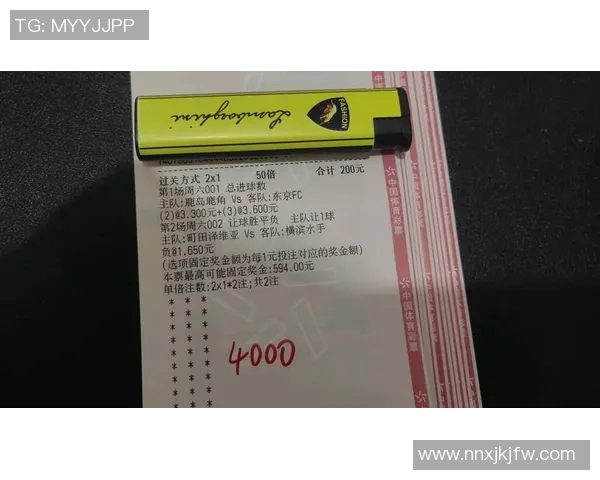 TG: MYYJJPP
Lamborghini
FASHION
过关方式 2x1 50倍 合计 200元
第1场周六001 总进球数
主队:鹿岛鹿角 Vs 客队:东京FC
(2)@3.300元+(3)@3.600元
第2场周六002 让球胜平负 主队让1球
主队:町田泽维亚 Vs 客队:横滨水手
负@1.650元
(选项固定奖金额为每1元投注对应的奖金额)
本票最高可能固定奖金:594.00元
单倍注数:2x1*2注;共2注
* * *
* * *
* * *
* * *
* * *
* * *
* * *
* * *
4000
中国体育彩票
中国体育彩票
www.nnxjkjfw.com